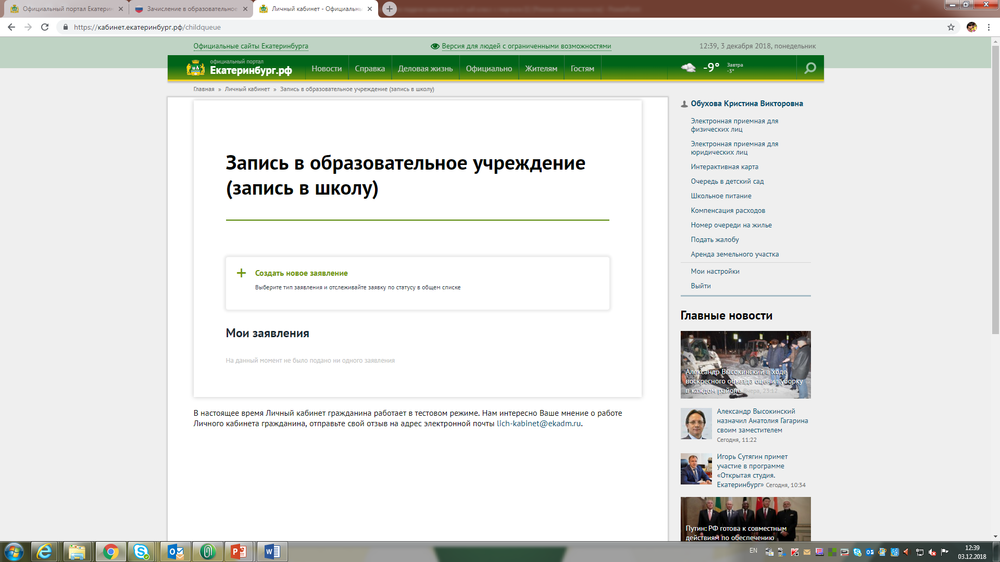 Официальный портал Екатерин
Зачисление в образовательное
Личный кабинет - Официальны
https://кабинет.екатеринбург.рф/childqueue
Официальные сайты Екатеринбурга
Версия для людей с ограниченными возможностями
12:39, 3 декабря 2018, понедельник
официальный портал
Екатеринбург.рф
Новости
Справка
Деловая жизнь
Официально
Жителям
Гостям
-9°
Завтра
-3°
Главная » Личный кабинет » Запись в образовательное учреждение (запись в школу)
Запись в образовательное учреждение
(запись в школу)
Создать новое заявление
Выберите тип заявления и отслеживайте заявку по статусу в общем списке
Мои заявления
На данный момент не было подано ни одного заявления
В настоящее время Личный кабинет гражданина работает в тестовом режиме. Нам интересно Ваше мнение о работе
Личного кабинета гражданина, отправьте свой отзыв на адрес электронной почты lich-kabinet@ekadm.ru.
Обухова Кристина Викторовна
Электронная приемная для
физических лиц
Электронная приемная для
юридических лиц
Интерактивная карта
Очередь в детский сад
Школьное питание
Компенсация расходов
Номер очереди на жилье
Подать жалобу
Аренда земельного участка
Мои настройки
Выйти
Главные новости
Александр Высокинский в ходе
воскресного объезда оценил уборку
в каждом районе Вчера, 23:12
Александр Высокинский
назначил Анатолия Гагарина
своим заместителем
Сегодня, 11:22
Игорь Сутягин примет
участие в программе
«Открытая студия.
Екатеринбург» Сегодня, 10:34
Путин: РФ готова к совместным
действиям по обеспечению
EN
12:39
03.12.2018